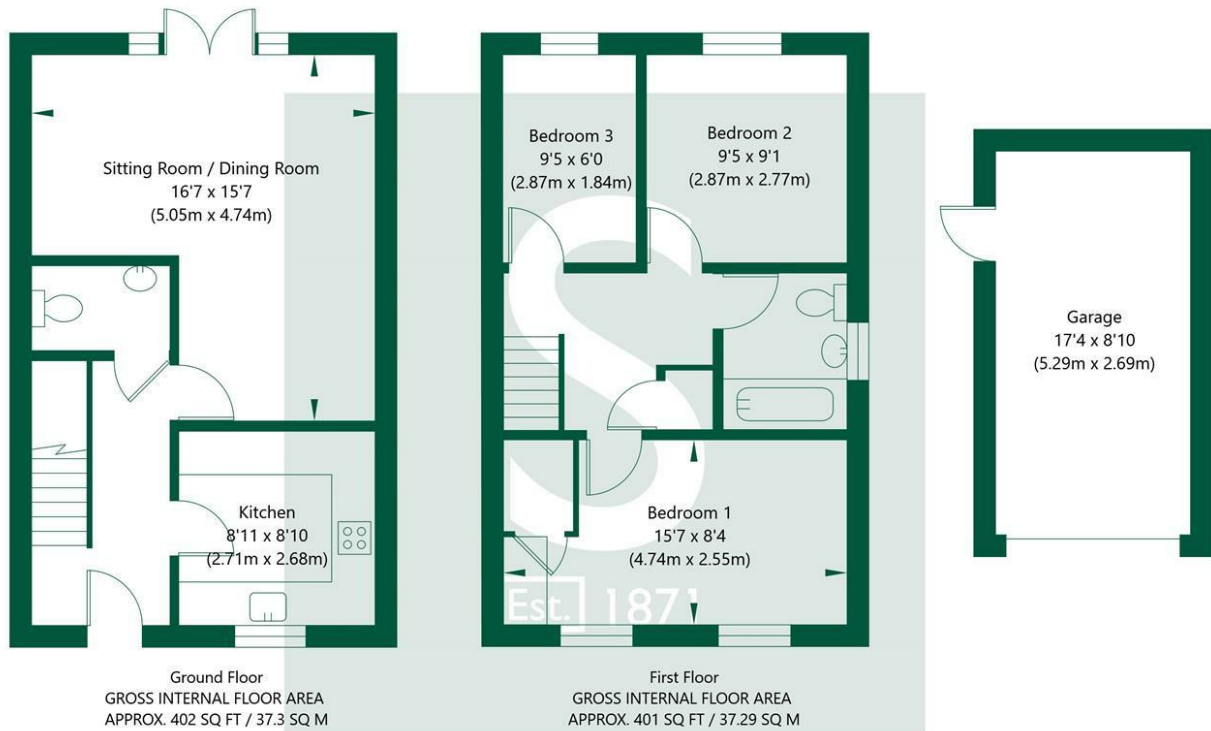 Sitting Room / Dining Room
16'7 x 15'7
(5.05m x 4.74m)
Kitchen
8'11 x 8'10
(2.71m x 2.68m)
Ground Floor
GROSS INTERNAL FLOOR AREA
APPROX. 402 SQ FT / 37.3 SQ M
Bedroom 3
9'5 x 6'0
(2.87m x 1.84m)
Bedroom 2
9'5 x 9'1
(2.87m x 2.77m)
Bedroom 1
15'7 x 8'4
(4.74m x 2.55m)
S
Est. 1871
First Floor
GROSS INTERNAL FLOOR AREA
APPROX. 401 SQ FT / 37.29 SQ M
Garage
17'4 x 8'10
(5.29m x 2.69m)